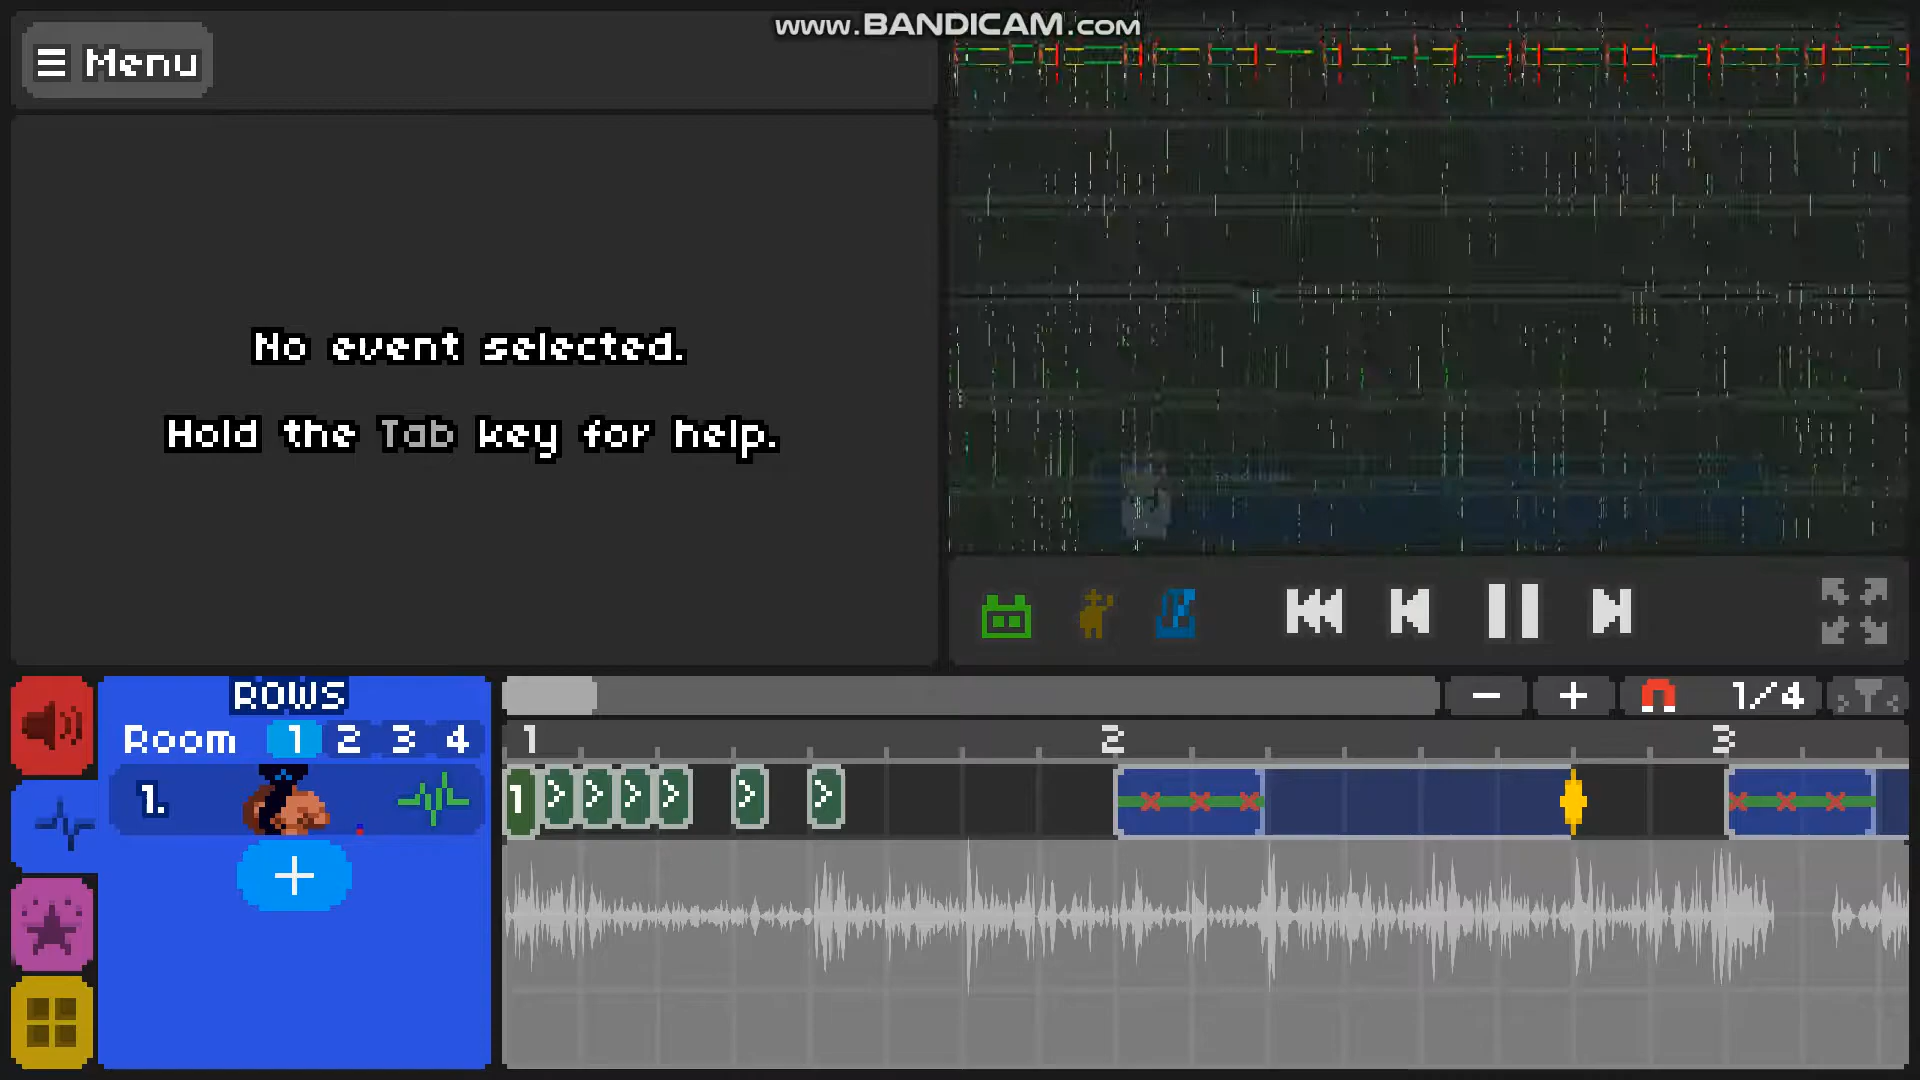 www.BANDICAM.com
Menu
No event selected.
Hold the Tab key for help.
ROWS
1/4
Room 1 2 3 4
1 2 3
1.
1